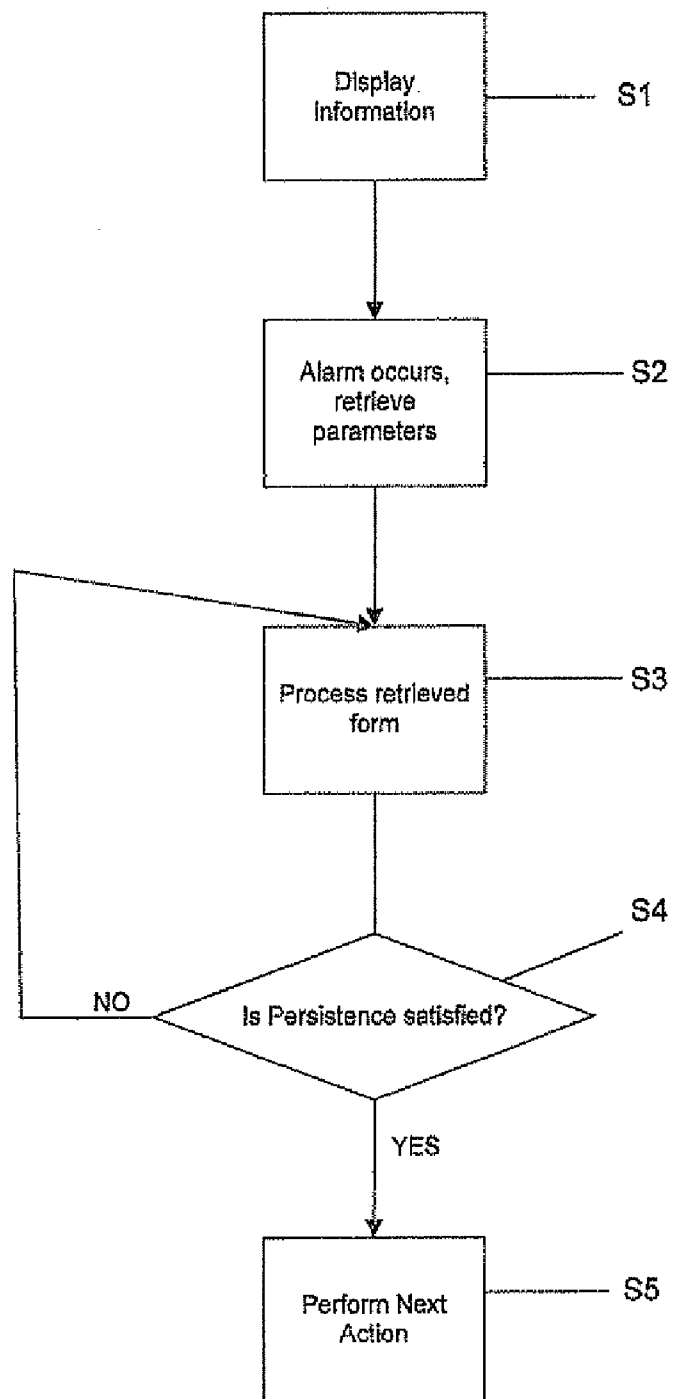 Display
Information
S1
Alarm occurs,
retrieve
parameters
S2
Process retrieved
form
S3
S4
NO
Is Persistence satisfied?
YES
Perform Next
Action
S5